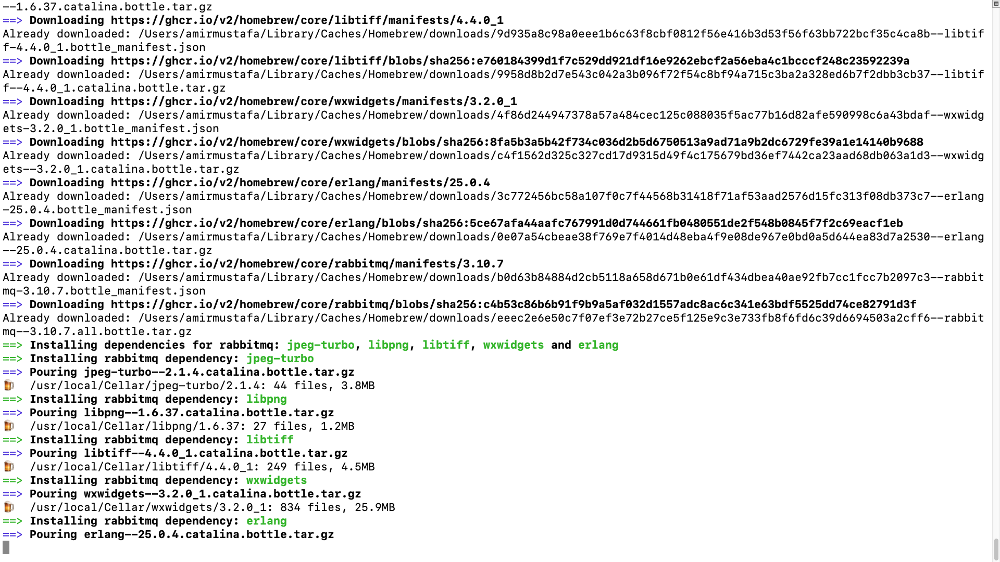 --1.6.37.catalina.bottle.tar.gz
==> Downloading https://ghcr.io/v2/homebrew/core/libtiff/manifests/4.4.0_1
Already downloaded: /Users/amirmustafa/Library/Caches/Homebrew/downloads/9d935a8c98a0eee1b6c63f8cbf0812f56e416b3d53f56f63bb722bcf35c4ca8b--libtif
f-4.4.0_1.bottle_manifest.json
==> Downloading https://ghcr.io/v2/homebrew/core/libtiff/blobs/sha256:e760184399d1f7c529dd921df16e9262ebcf2a56eba4c1bcccf248c23592239a
Already downloaded: /Users/amirmustafa/Library/Caches/Homebrew/downloads/9958d8b2d7e543c042a3b096f72f54c8bf94a715c3ba2a328ed6b7f2dbb3cb37--libtif
f--4.4.0_1.catalina.bottle.tar.gz
==> Downloading https://ghcr.io/v2/homebrew/core/wxwidgets/manifests/3.2.0_1
Already downloaded: /Users/amirmustafa/Library/Caches/Homebrew/downloads/4f86d244947378a57a484cec125c088035f5ac77b16d82afe590998c6a43bdaf--wxwidg
ets-3.2.0_1.bottle_manifest.json
==> Downloading https://ghcr.io/v2/homebrew/core/wxwidgets/blobs/sha256:8fa5b3a5b42f734c036d2b5d6750513a9ad71a9b2dc6729fe39a1e14140b9688
Already downloaded: /Users/amirmustafa/Library/Caches/Homebrew/downloads/c4f1562d325c327cd17d9315d49f4c175679bd36ef7442ca23aad68db063a1d3--wxwidg
ets--3.2.0_1.catalina.bottle.tar.gz
==> Downloading https://ghcr.io/v2/homebrew/core/erlang/manifests/25.0.4
Already downloaded: /Users/amirmustafa/Library/Caches/Homebrew/downloads/3c772456bc58a107f0c7f44568b31418f71af53aad2576d15fc313f08db373c7--erlang
-25.0.4.bottle_manifest.json
==> Downloading https://ghcr.io/v2/homebrew/core/erlang/blobs/sha256:5ce67afa44aafc767991d0d744661fb0480551de2f548b0845f7f2c69eacf1eb
Already downloaded: /Users/amirmustafa/Library/Caches/Homebrew/downloads/0e07a54cbeae38f769e7f4014d48eba4f9e08de967e0bd0a5d644ea83d7a2530--erlang
--25.0.4.catalina.bottle.tar.gz
==> Downloading https://ghcr.io/v2/homebrew/core/rabbitmq/manifests/3.10.7
Already downloaded: /Users/amirmustafa/Library/Caches/Homebrew/downloads/b0d63b84884d2cb5118a658d671b0e61df434dbea40ae92fb7cc1fcc7b2097c3--rabbit
mq-3.10.7.bottle_manifest.json
==> Downloading https://ghcr.io/v2/homebrew/core/rabbitmq/blobs/sha256:c4b53c86b6b91f9b9a5af032d1557adc8ac6c341e63bdf5525dd74ce82791d3f
Already downloaded: /Users/amirmustafa/Library/Caches/Homebrew/downloads/eeec2e6e50c7f07ef3e72b27ce5f125e9c3e733fb8f6fd6c39d6694503a2cff6--rabbit
mq--3.10.7.all.bottle.tar.gz
==> Installing dependencies for rabbitmq: jpeg-turbo, libpng, libtiff, wxwidgets and erlang
==> Installing rabbitmq dependency: jpeg-turbo
==> Pouring jpeg-turbo--2.1.4.catalina.bottle.tar.gz
🍺  /usr/local/Cellar/jpeg-turbo/2.1.4: 44 files, 3.8MB
==> Installing rabbitmq dependency: libpng
==> Pouring libpng--1.6.37.catalina.bottle.tar.gz
🍺  /usr/local/Cellar/libpng/1.6.37: 27 files, 1.2MB
==> Installing rabbitmq dependency: libtiff
==> Pouring libtiff--4.4.0_1.catalina.bottle.tar.gz
🍺  /usr/local/Cellar/libtiff/4.4.0_1: 249 files, 4.5MB
==> Installing rabbitmq dependency: wxwidgets
==> Pouring wxwidgets--3.2.0_1.catalina.bottle.tar.gz
🍺  /usr/local/Cellar/wxwidgets/3.2.0_1: 834 files, 25.9MB
==> Installing rabbitmq dependency: erlang
==> Pouring erlang--25.0.4.catalina.bottle.tar.gz